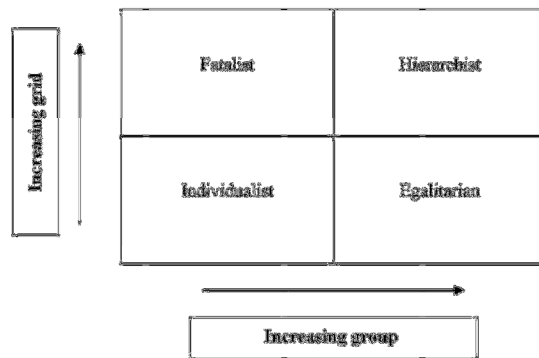 Fatalist
Hierarchist
Increasing grid
Individualist
Egalitarian
Increasing group